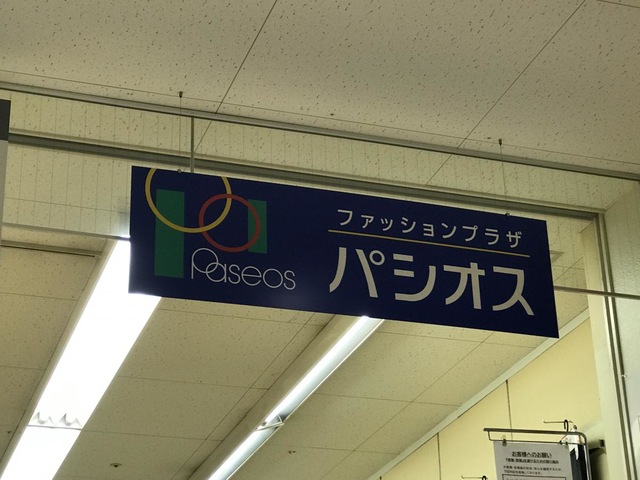 Paseos
ファッションプラザ
パシオス
お客様へのお願い